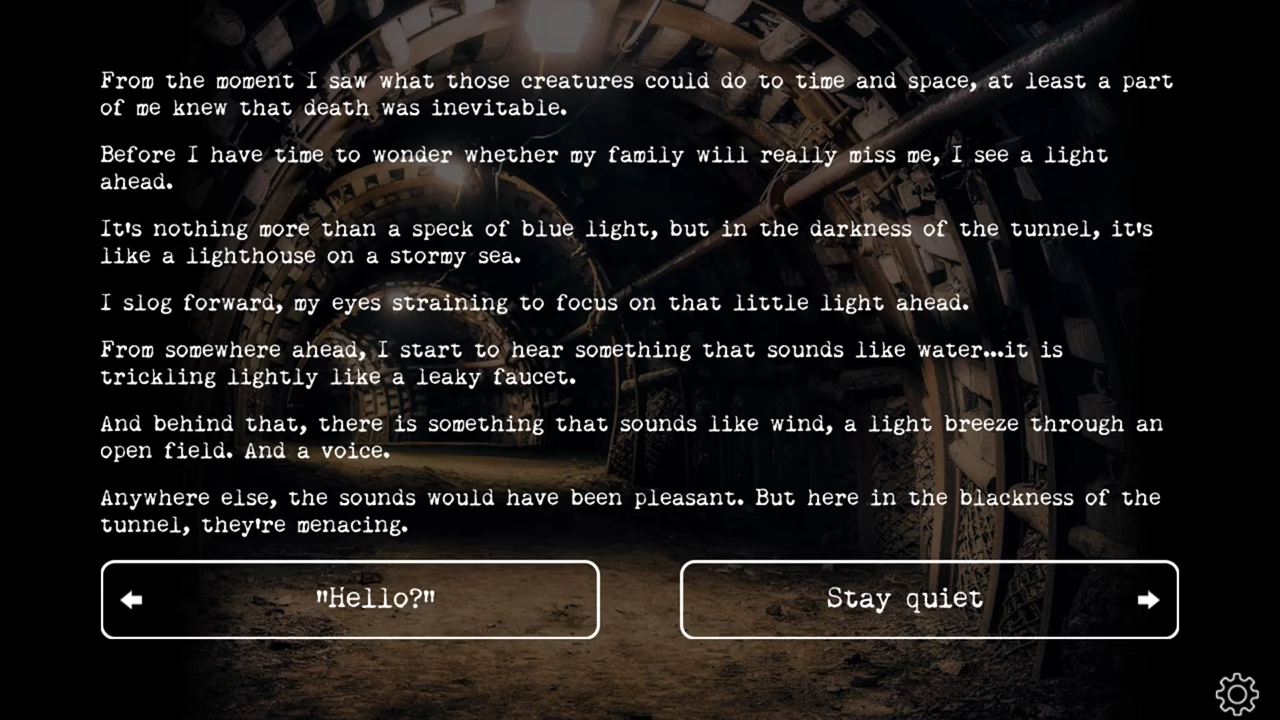 From the moment I saw what those creatures could do to time and space, at least a part
of me knew that death was inevitable.
Before I have time to wonder whether my family will really miss me, I see a light
ahead.
It's nothing more than a speck of blue light, but in the darkness of the tunnel, it's
like a lighthouse on a stormy sea.
I slog forward, my eyes straining to focus on that little light ahead.
From somewhere ahead, I start to hear something that sounds like water...it is
trickling lightly like a leaky faucet.
And behind that, there is something that sounds like wind, a light breeze through an
open field. And a voice.
Anywhere else, the sounds would have been pleasant. But here in the blackness of the
tunnel, they're menacing.
"Hello?"
Stay quiet